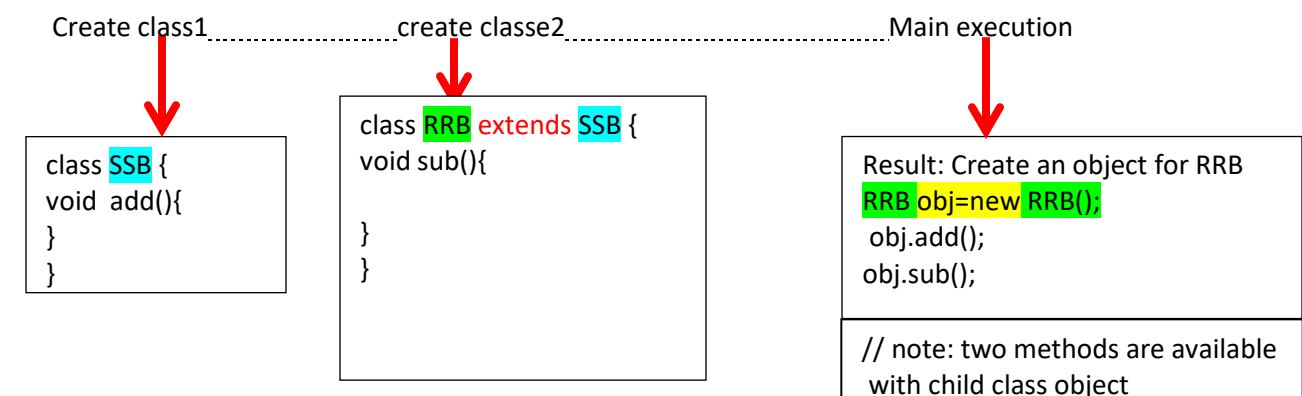 Create class1 create classe2 Main execution
class SSB {
void add(){
}
}
class RRB extends SSB {
void sub(){
}
}
Result: Create an object for RRB
RRB obj=new RRB();
obj.add();
obj.sub();
// note: two methods are available
with child class object